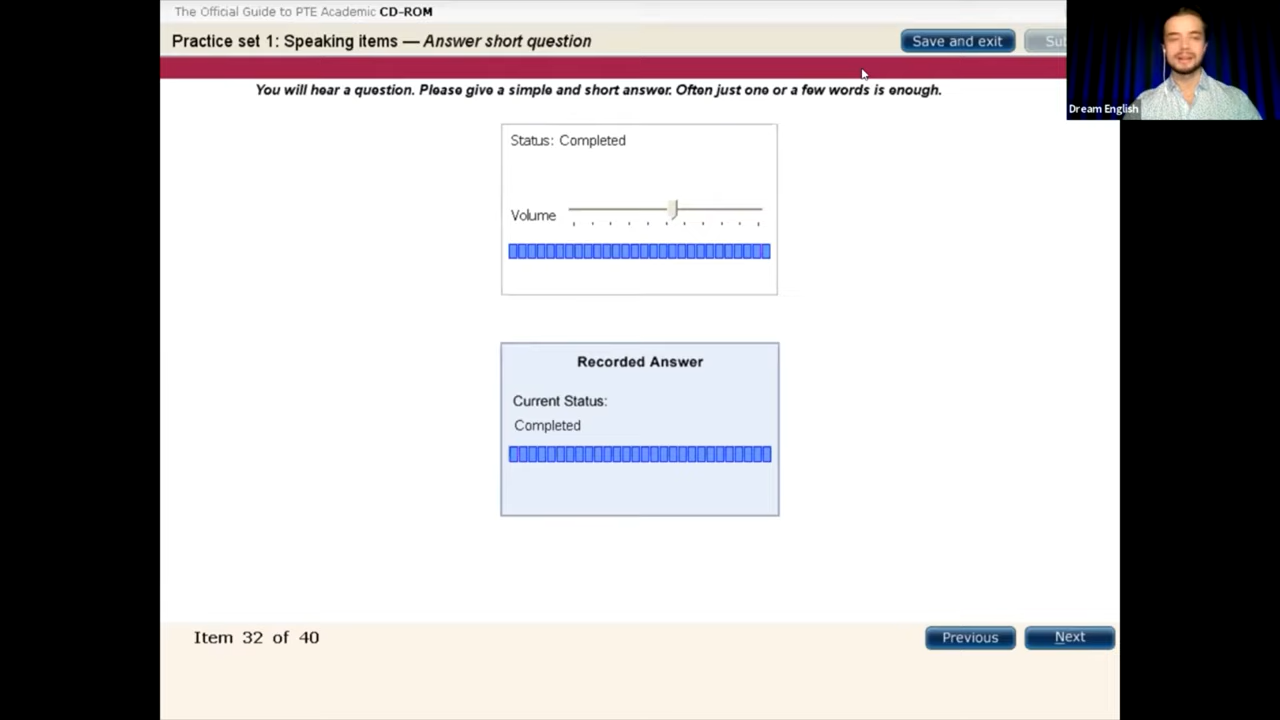 The Official Guide to PTE Academic CD-ROM
Practice set 1: Speaking items — Answer short question
Save and exit
Dream English
You will hear a question. Please give a simple and short answer. Often just one or a few words is enough.
Status: Completed
Volume
Recorded Answer
Current Status:
Completed
Item 32 of 40
Previous
Next